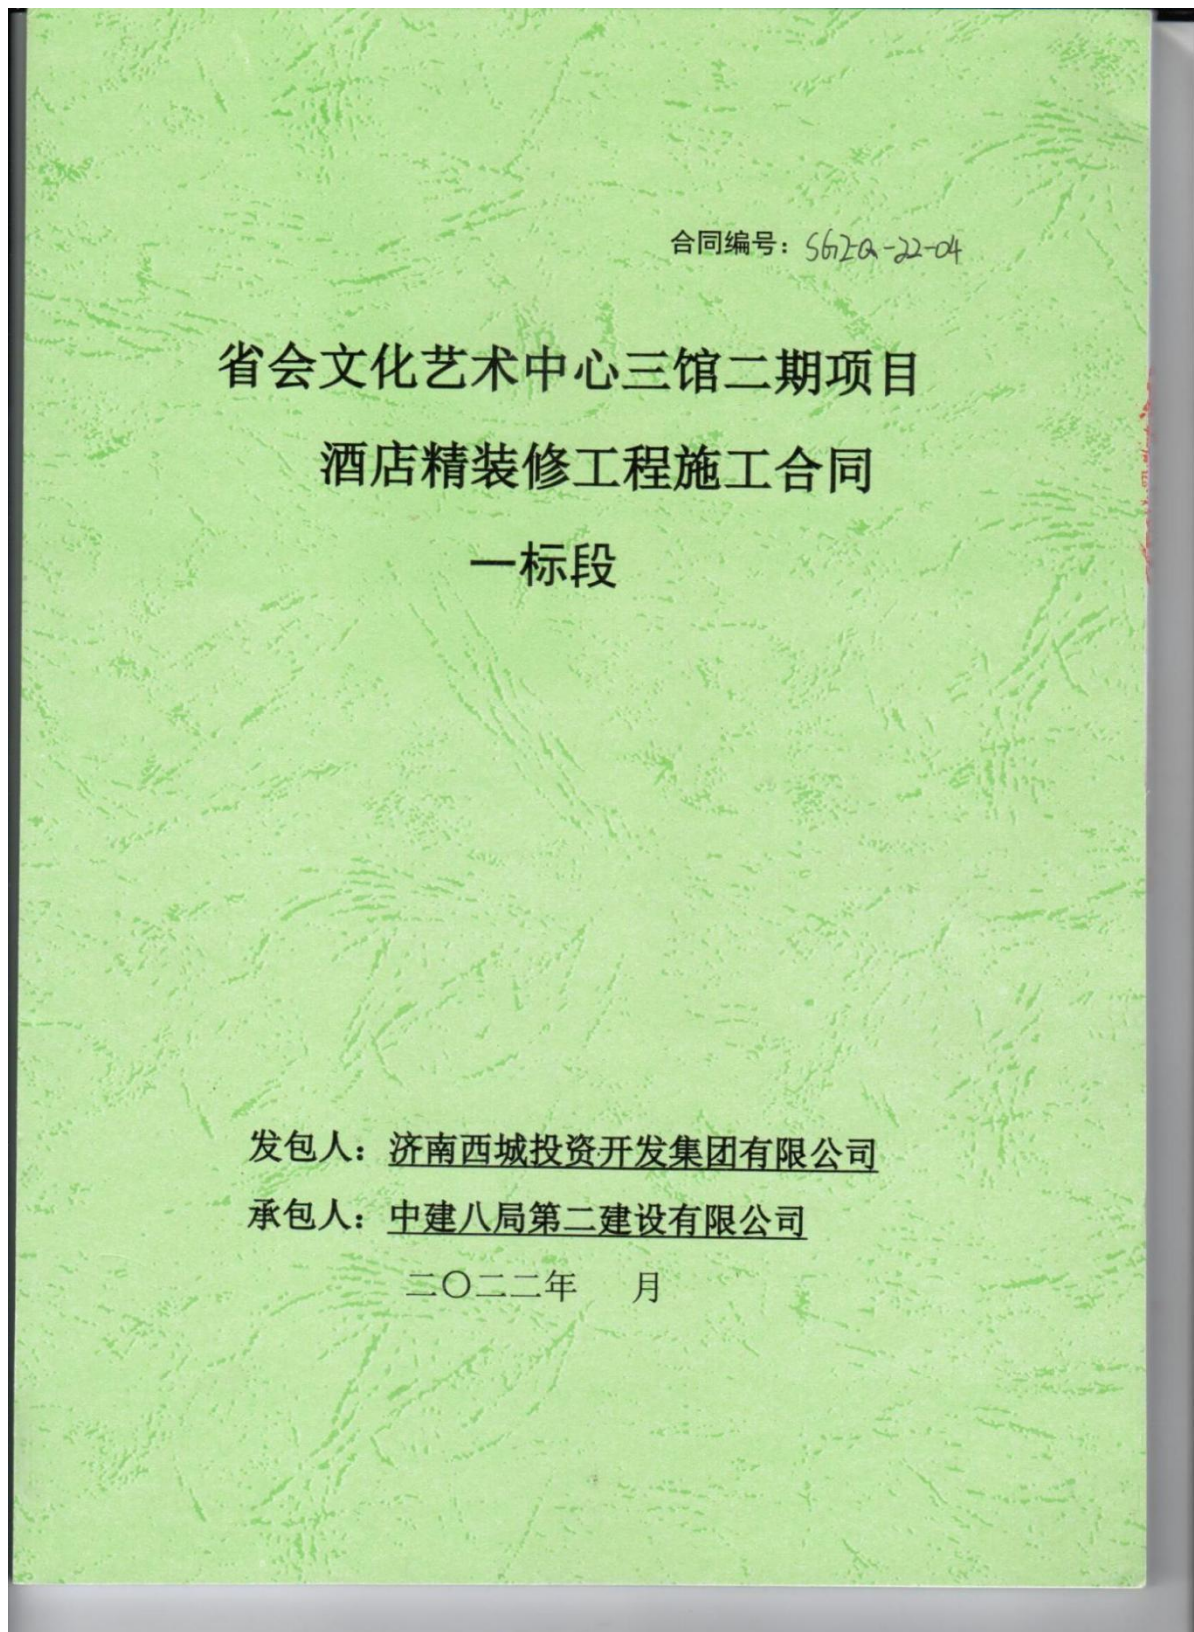 合同编号：SGZQ-22-04
省会文化艺术中心三馆二期项目
酒店精装修工程施工合同
一标段
发包人：济南西城投资开发集团有限公司
承包人：中建八局第二建设有限公司
二〇二二年 月